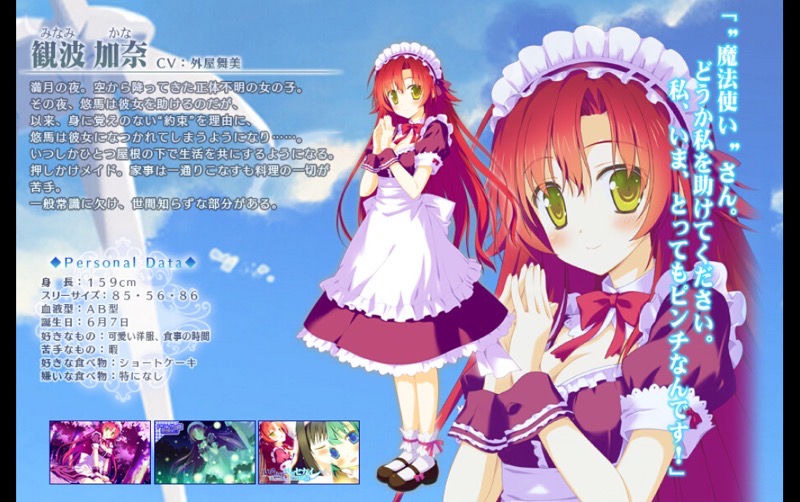 みなみ かな
観波 加奈 CV：外屋舞美
満月の夜。空から降ってきた正体不明の女の子。
その夜、悠馬は彼女を助けるのだが、
以来、身に覚えのない“約束”を理由に、
悠馬は彼女になつかれてしまうようになり……。
いつしかひとつ屋根の下で生活を共にするようになる。
押しかけメイド。家事は一通りこなすも料理の一切が
苦手。
一般常識に欠け、世間知らずな部分がある。
◆Personal Data◆
身　長：159cm
スリーサイズ：85・56・86
血液型：AB型
誕生日：6月7日
好きなもの：可愛い洋服、食事の時間
苦手なもの：暇
好きな食べ物：ショートケーキ
嫌いな食べ物：特になし
「”魔法使い”さん。
どうか私を助けてください。
私、いま、とってもピンチなんです！」